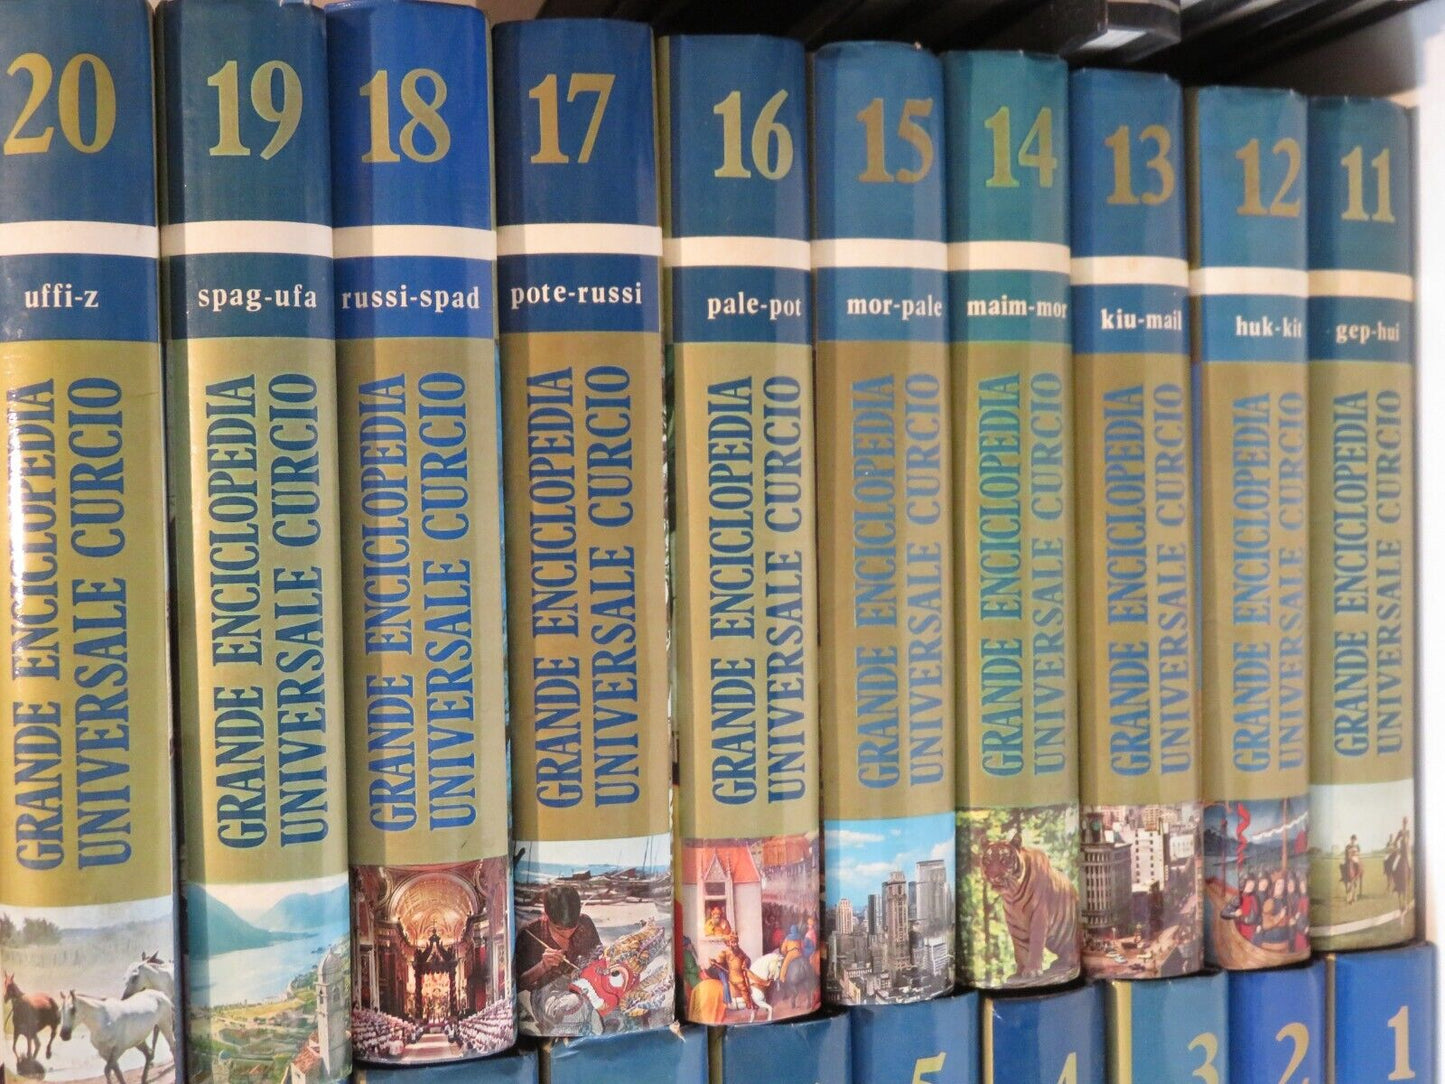 20
uffi-z
GRANDE ENCICLOPEDIA
UNIVERSALE CURCIO
19
spag-ufa
GRANDE ENCICLOPEDIA
UNIVERSALE CURCIO
18
russi-spad
GRANDE ENCICLOPEDIA
UNIVERSALE CURCIO
17
pote-russi
GRANDE ENCICLOPEDIA
UNIVERSALE CURCIO
16
pale-pot
GRANDE ENCICLOPEDIA
UNIVERSALE CURCIO
15
mor-pale
GRANDE ENCICLOPEDIA
UNIVERSALE CURCIO
14
maim-mor
GRANDE ENCICLOPEDIA
UNIVERSALE CURCIO
13
kiu-mail
GRANDE ENCICLOPEDIA
UNIVERSALE CURCIO
12
huk-kit
GRANDE ENCICLOPEDIA
UNIVERSALE CURCIO
11
gep-hui
GRANDE ENCICLOPEDIA
UNIVERSALE CURCIO
5
4
3
2
1